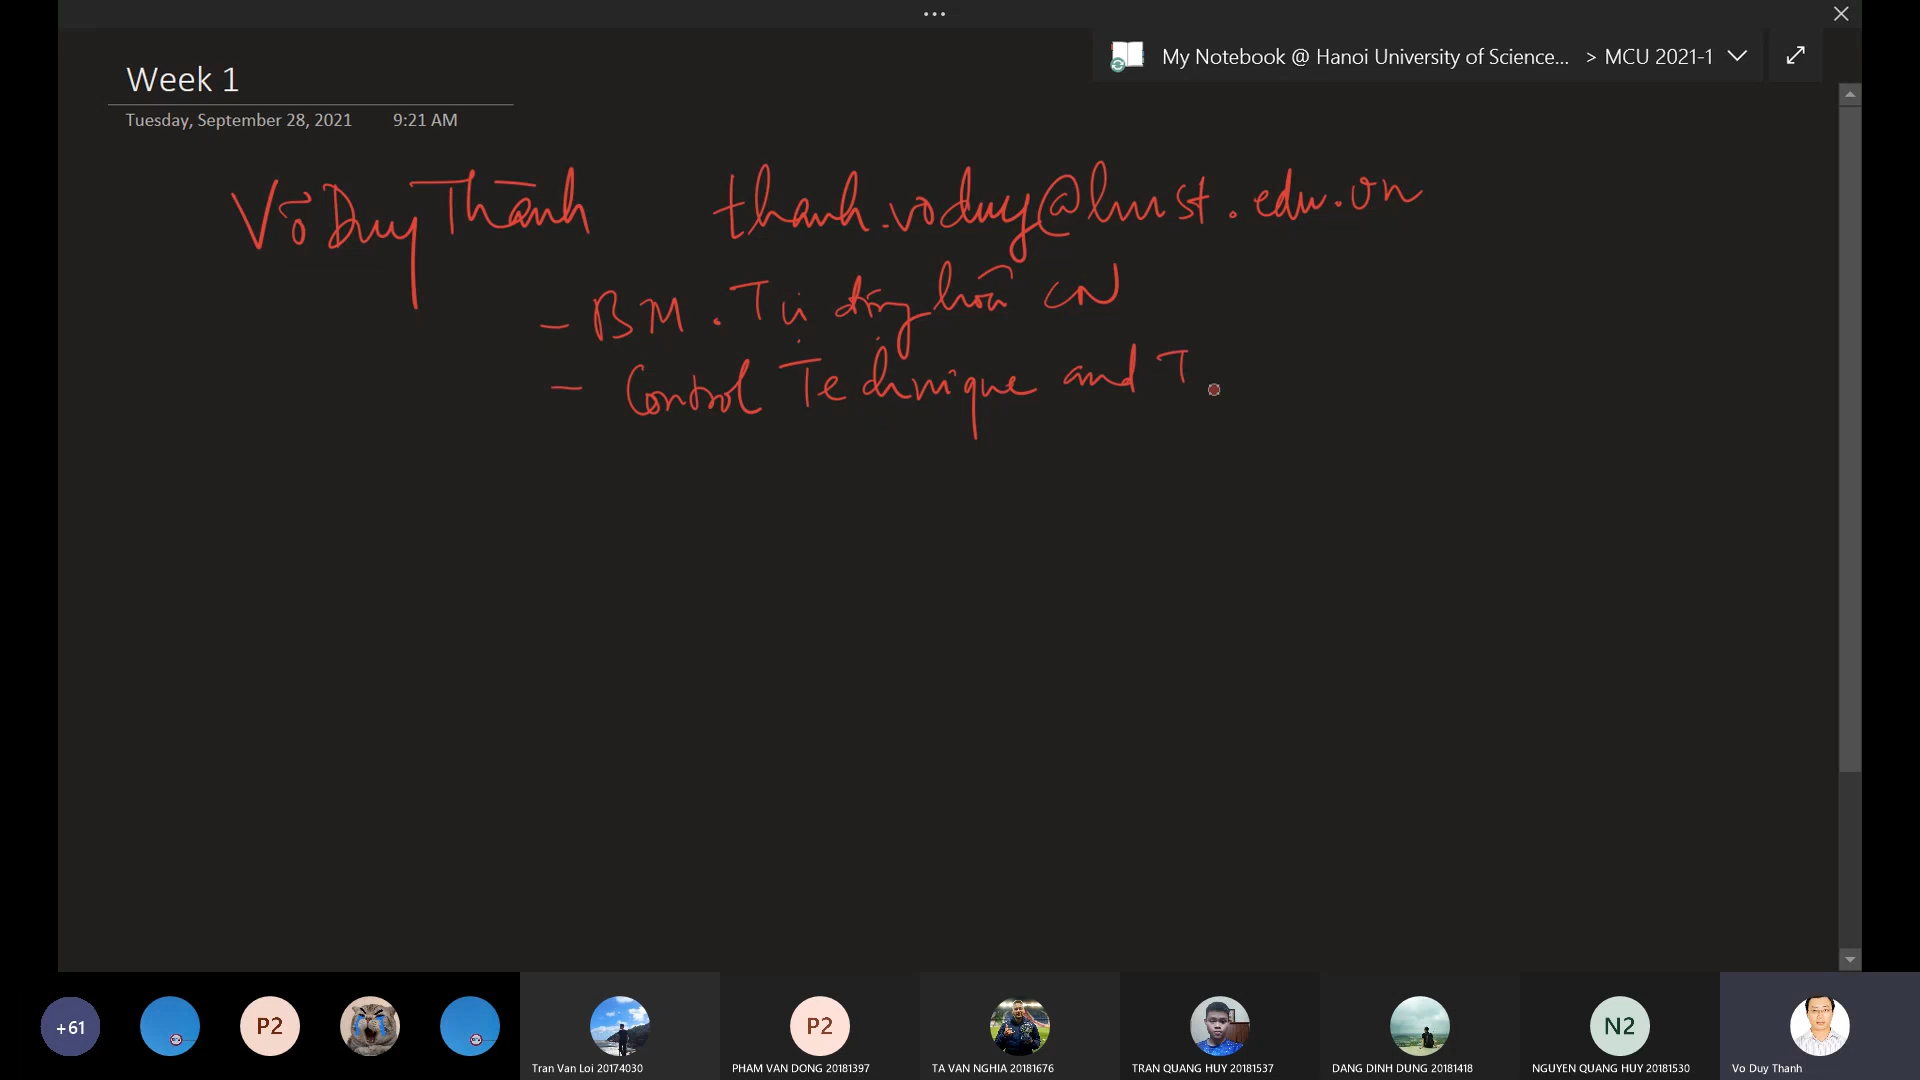 ...
My Notebook @ Hanoi University of Science... > MCU 2021-1
Week 1
Tuesday, September 28, 2021 9:21 AM
Võ Duy Thành thanh.voduy@hust.edu.vn
- BM. Tự động hoá CN
- Control Technique and T
+61
P2
Tran Van Loi 20174030
P2
PHAM VAN DONG 20181397
TA VAN NGHIA 20181676
TRAN QUANG HUY 20181537
DANG DINH DUNG 20181418
N2
NGUYEN QUANG HUY 20181530
Vo Duy Thanh